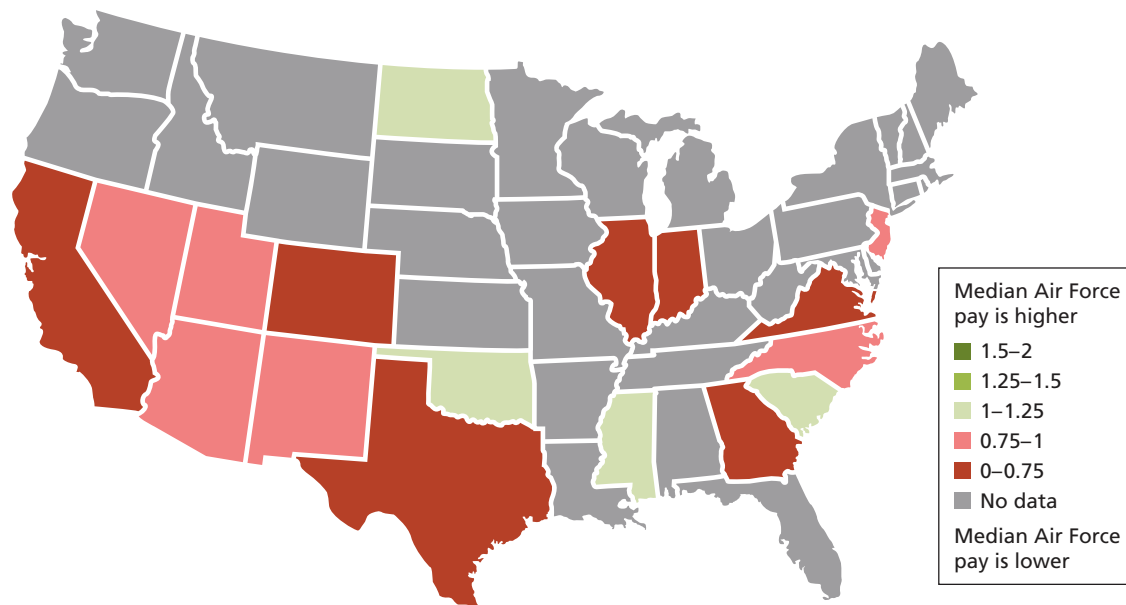 Median Air Force
pay is higher
1.5–2
1.25–1.5
1–1.25
0.75–1
0–0.75
No data
Median Air Force
pay is lower